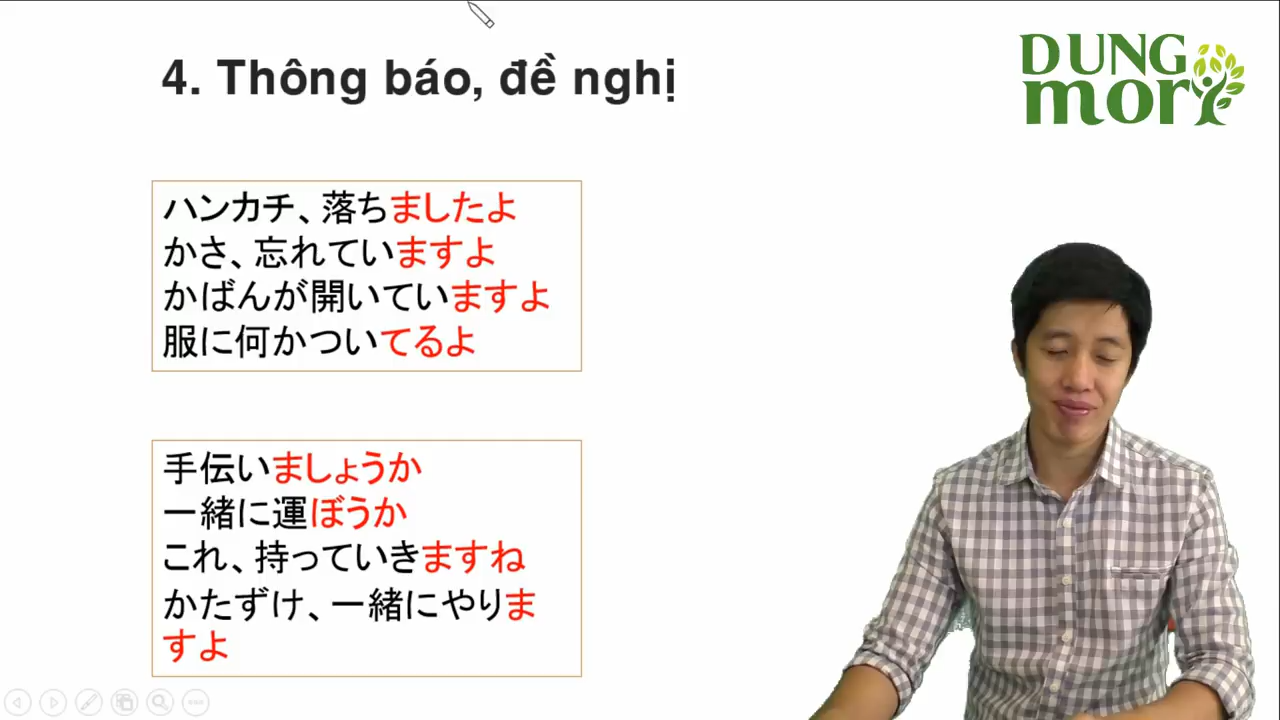 4. Thông báo, đề nghị
DUNG
mori
ハンカチ、落ちましたよ
かさ、忘れていますよ
かばんが開いていますよ
服に何かついてるよ
手伝いましょうか
一緒に運ぼうか
これ、持っていきますね
かたずけ、一緒にやりま
すよ